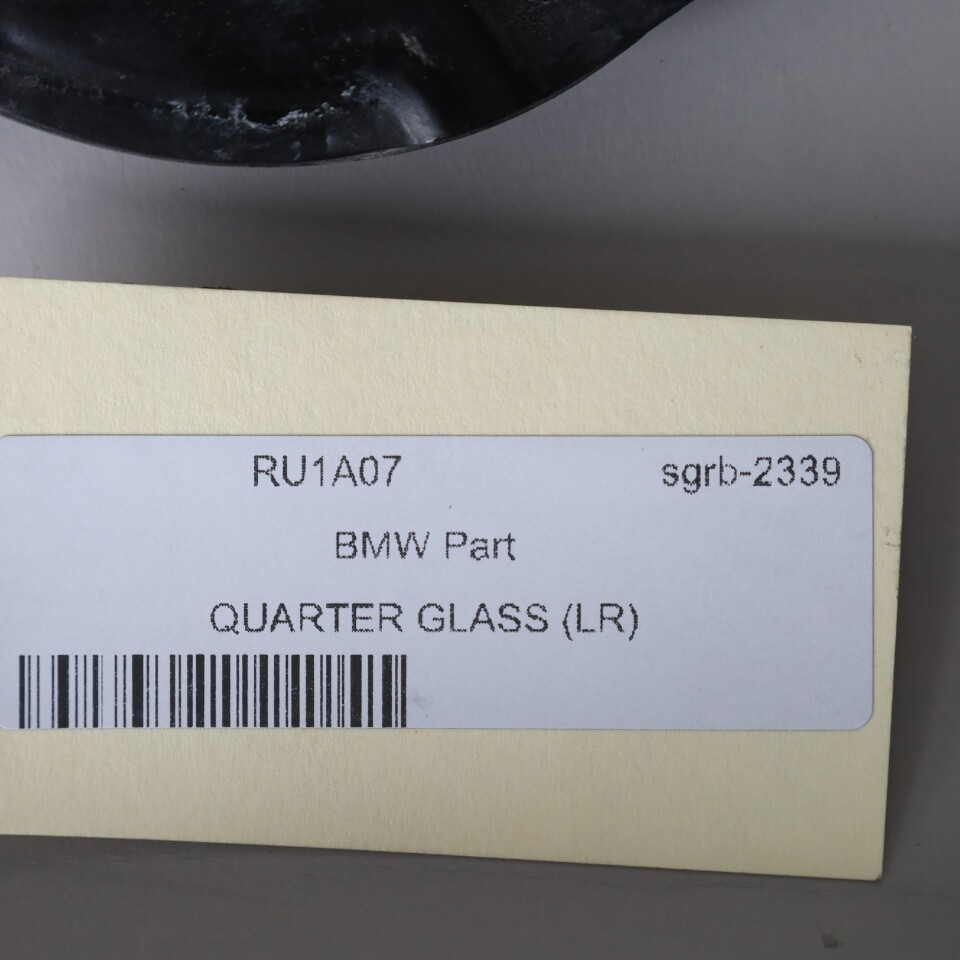 RU1A07 sgrb-2339
BMW Part
QUARTER GLASS (LR)